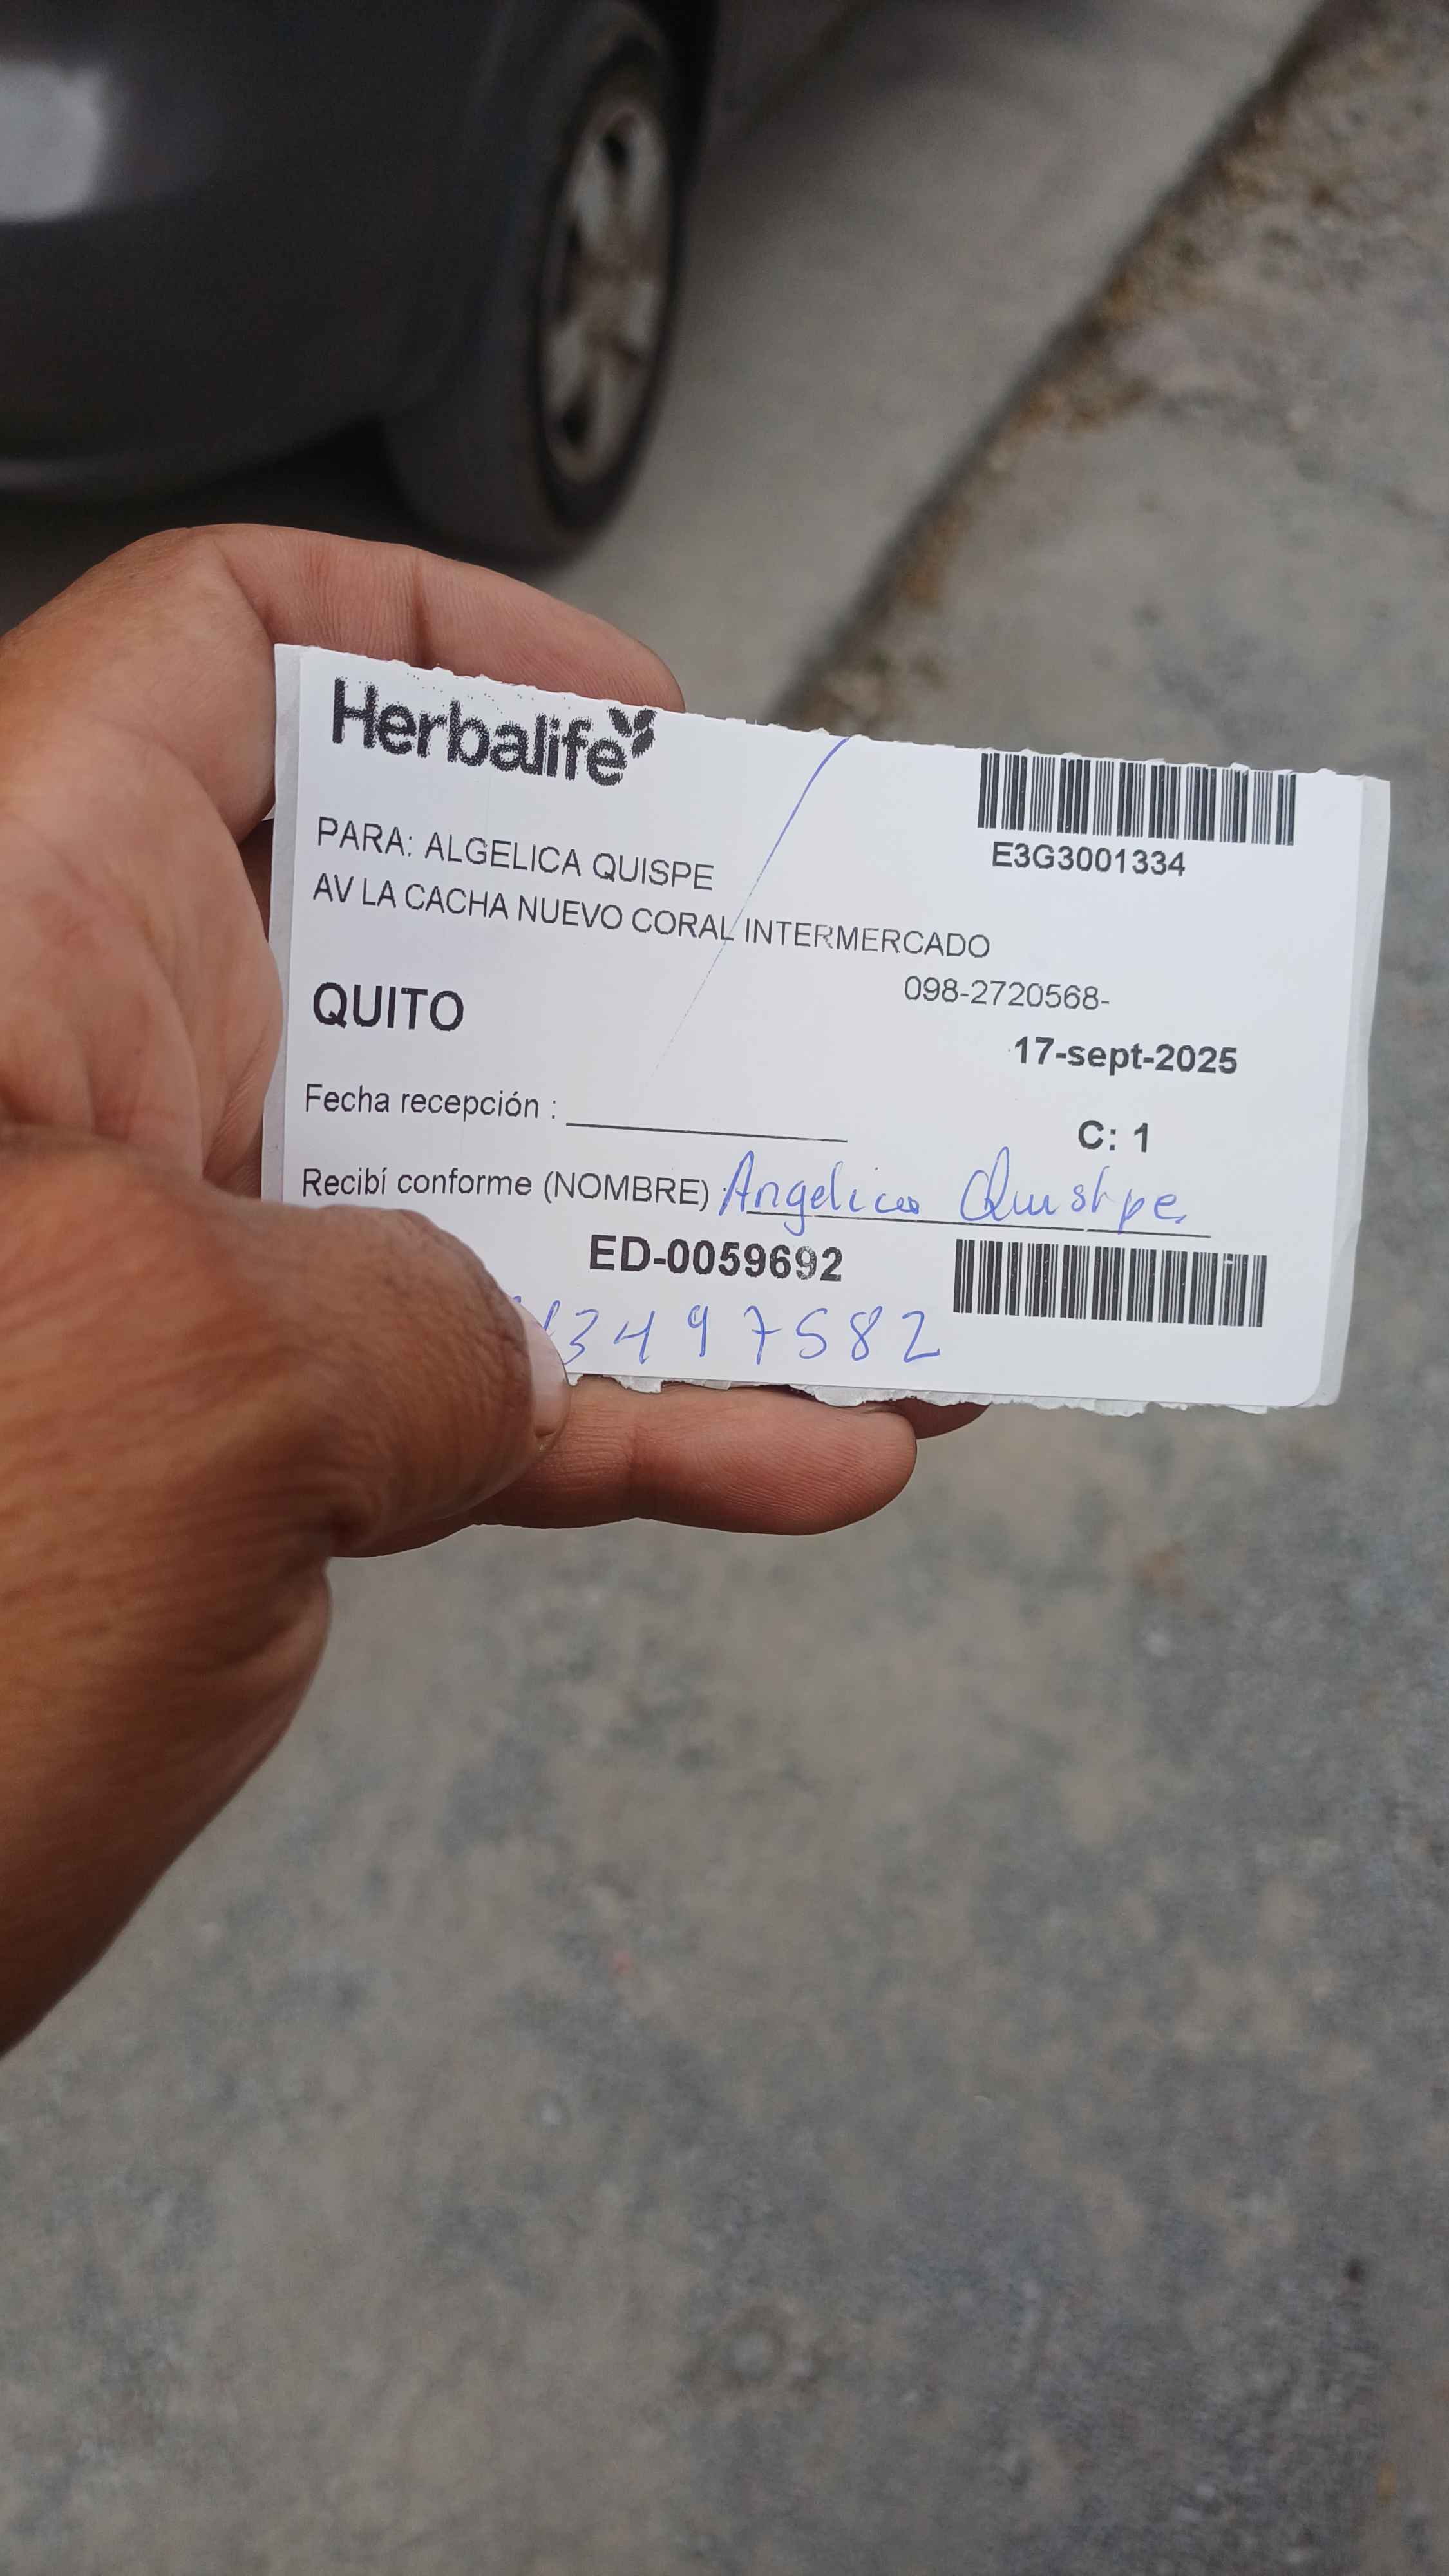 Herbalife
E3G3001334
PARA: ALGELICA QUISPE
AV LA CACHA NUEVO CORAL INTERMERCADO
098-2720568-
QUITO
17-sept-2025
Fecha recepción :
C: 1
Recibí conforme (NOMBRE) Angelica Quishpe
ED-0059692
3497582